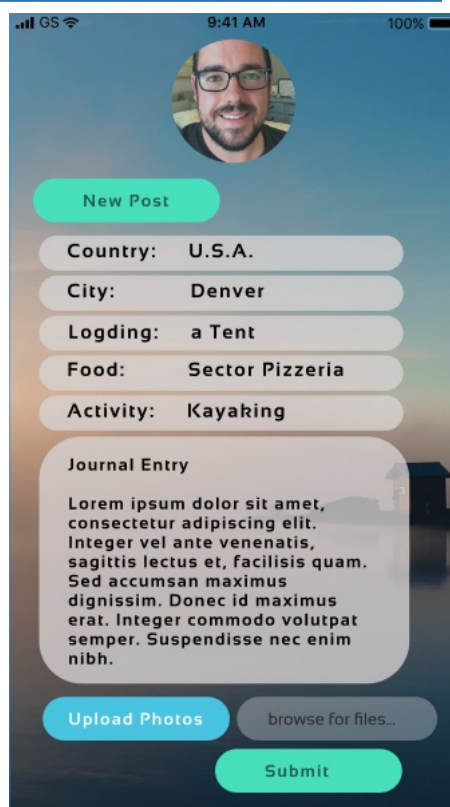 GS 9:41 AM 100%
New Post
Country: U.S.A.
City: Denver
Logding: a Tent
Food: Sector Pizzeria
Activity: Kayaking
Journal Entry
Lorem ipsum dolor sit amet,
consectetur adipiscing elit.
Integer vel ante venenatis,
sagittis lectus et, facilisis quam.
Sed accumsan maximus
dignissim. Donec id maximus
erat. Integer commodo volutpat
semper. Suspendisse nec enim
nibh.
Upload Photos browse for files...
Submit